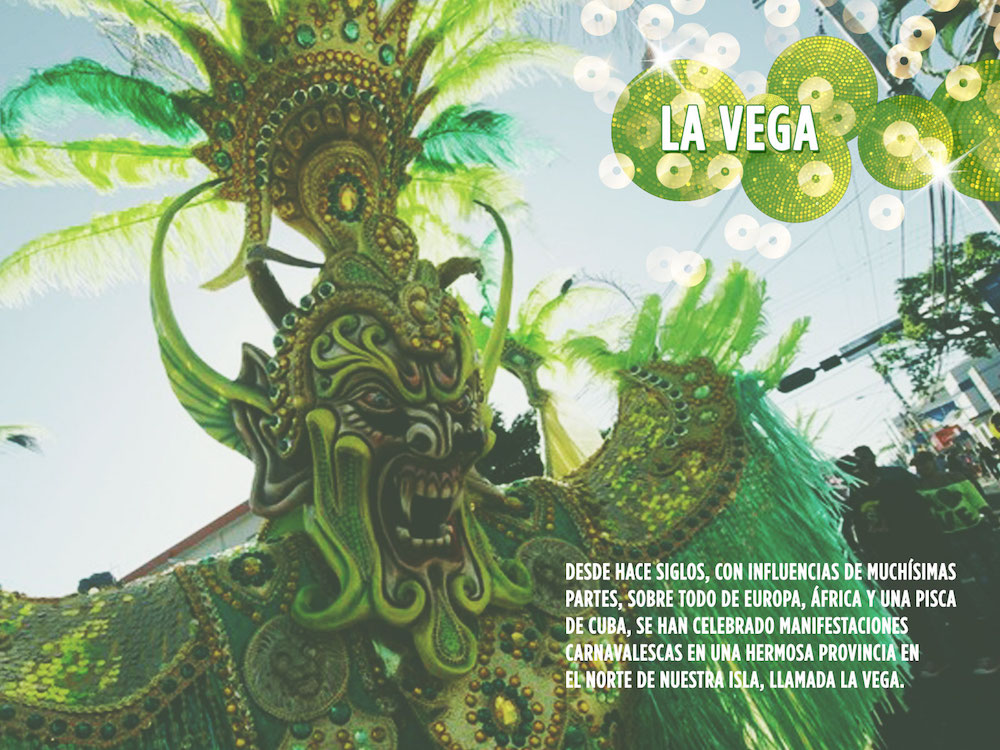 LA VEGA
DESDE HACE SIGLOS, CON INFLUENCIAS DE MUCHÍSIMAS
PARTES, SOBRE TODO DE EUROPA, ÁFRICA Y UNA PISCA
DE CUBA, SE HAN CELEBRADO MANIFESTACIONES
CARNAVALESCAS EN UNA HERMOSA PROVINCIA EN
EL NORTE DE NUESTRA ISLA, LLAMADA LA VEGA.